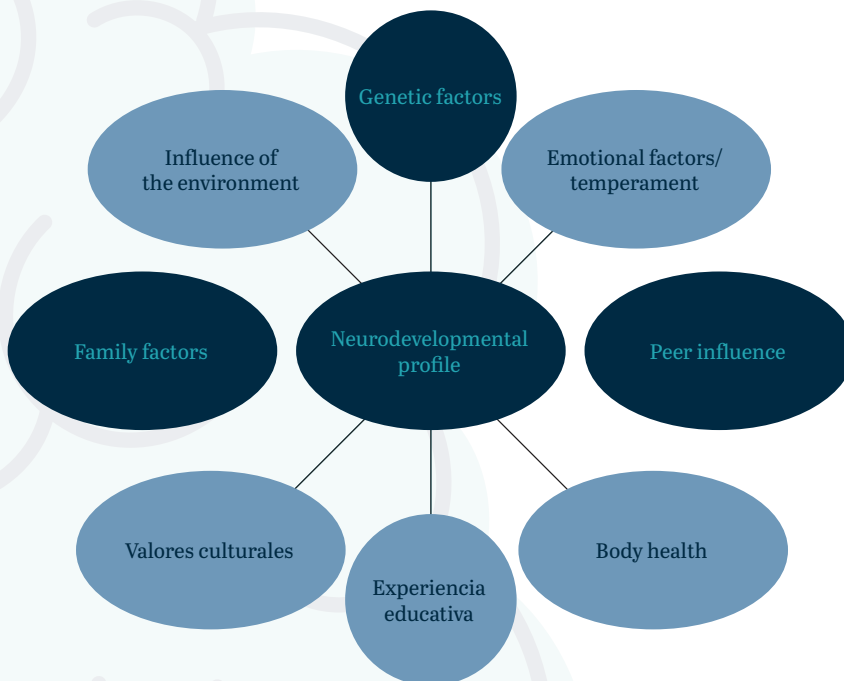 Genetic factors
Influence of
the environment
Emotional factors/
temperament
Family factors
Neurodevelopmental
profile
Peer influence
Valores culturales
Experiencia
educativa
Body health